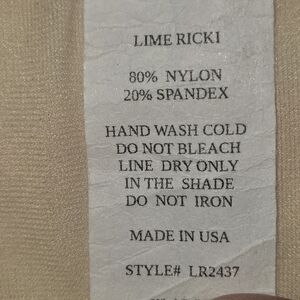 LIME RICKI
80% NYLON
20% SPANDEX
HAND WASH COLD
DO NOT BLEACH
LINE DRY ONLY
IN THE SHADE
DO NOT IRON
MADE IN USA
STYLE# LR2437